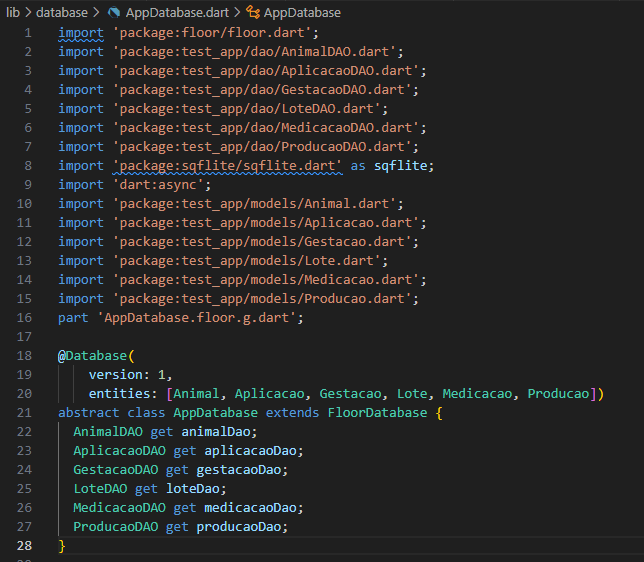 lib > database > AppDatabase.dart > AppDatabase
1 import 'package:floor/floor.dart';
2 import 'package:test_app/dao/AnimalDAO.dart';
3 import 'package:test_app/dao/AplicacaoDAO.dart';
4 import 'package:test_app/dao/GestacaoDAO.dart';
5 import 'package:test_app/dao/LoteDAO.dart';
6 import 'package:test_app/dao/MedicacaoDAO.dart';
7 import 'package:test_app/dao/ProducaoDAO.dart';
8 import 'package:sqflite/sqflite.dart' as sqflite;
9 import 'dart:async';
10 import 'package:test_app/models/Animal.dart';
11 import 'package:test_app/models/Aplicacao.dart';
12 import 'package:test_app/models/Gestacao.dart';
13 import 'package:test_app/models/Lote.dart';
14 import 'package:test_app/models/Medicacao.dart';
15 import 'package:test_app/models/Producao.dart';
16 part 'AppDatabase.floor.g.dart';
17
18 @Database(
19     version: 1,
20     entities: [Animal, Aplicacao, Gestacao, Lote, Medicacao, Producao])
21 abstract class AppDatabase extends FloorDatabase {
22   AnimalDAO get animalDao;
23   AplicacaoDAO get aplicacaoDao;
24   GestacaoDAO get gestacaoDao;
25   LoteDAO get loteDao;
26   MedicacaoDAO get medicacaoDao;
27   ProducaoDAO get producaoDao;
28 }